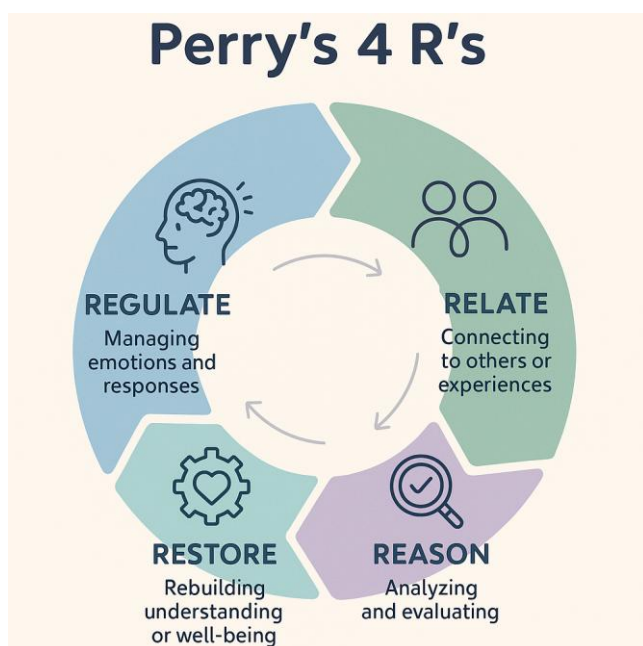 Perry's 4 R's
REGULATE
Managing
emotions and
responses
RELATE
Connecting
to others or
experiences
REASON
Analyzing
and evaluating
RESTORE
Rebuilding
understanding
or well-being